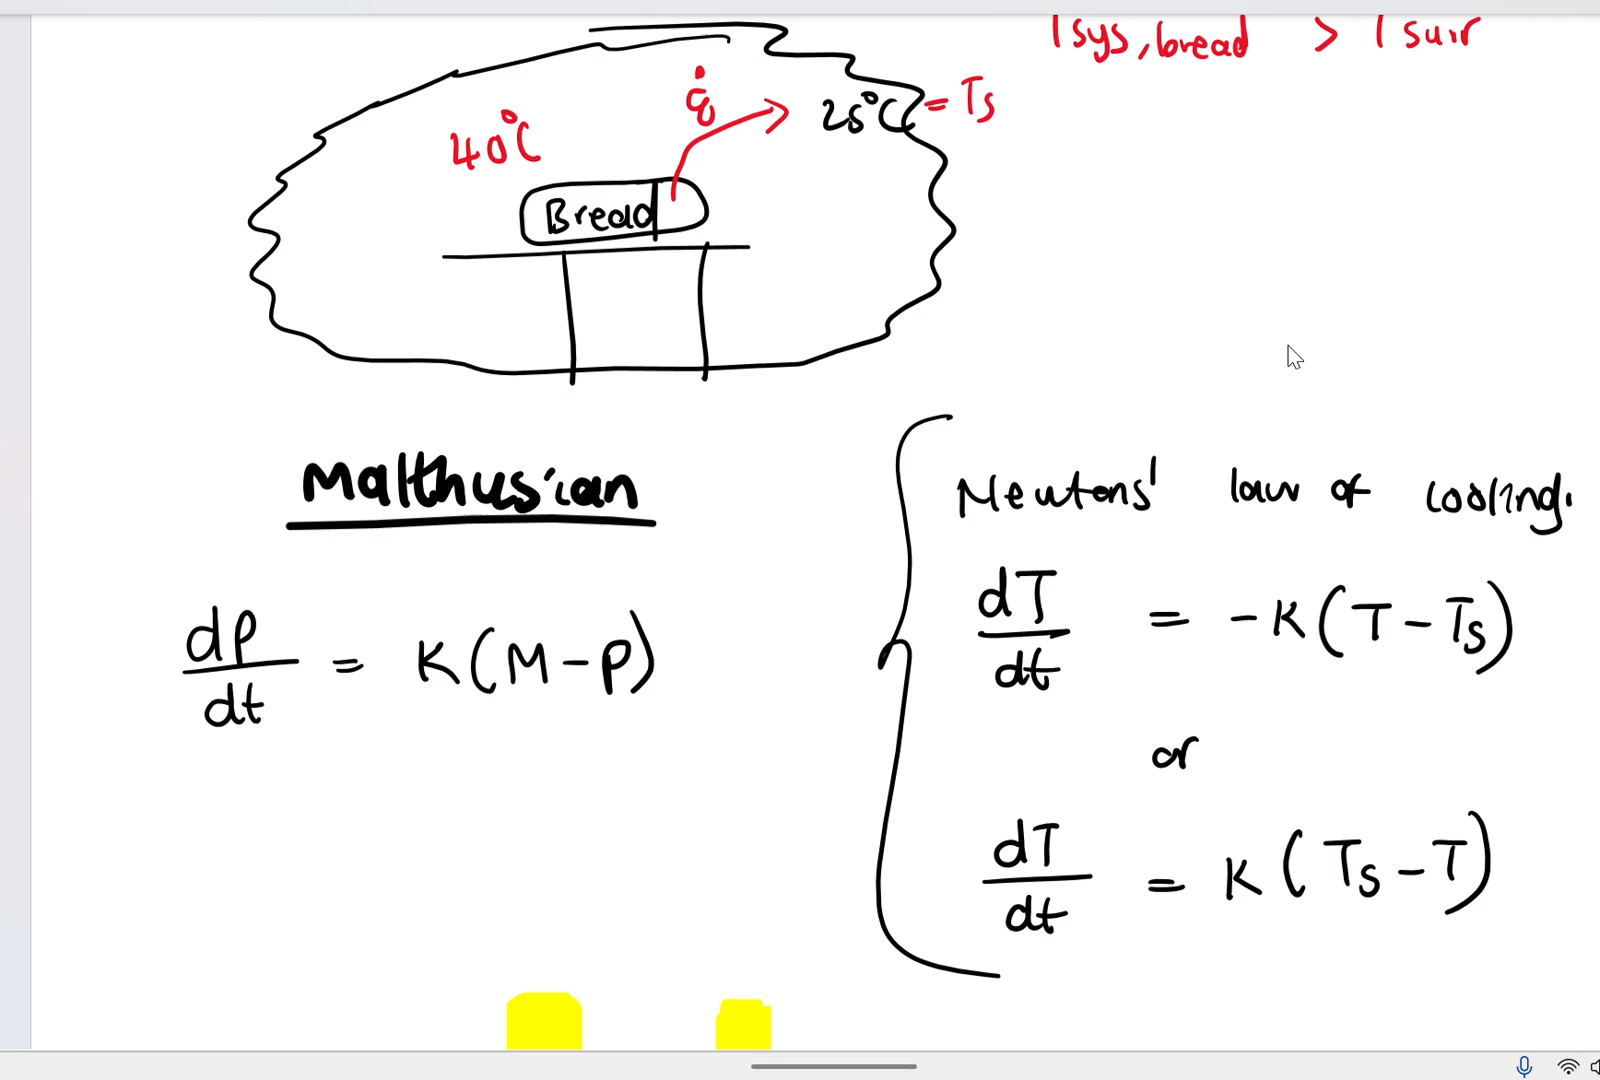 Tsys, bread > Tsurr
q̇
25°C = Ts
40°C
Bread
Malthusian
Newtons' law of cooling.
dP/dt = K(M-P)
dT/dt = -K(T-Ts)
or
dT/dt = K(Ts-T)